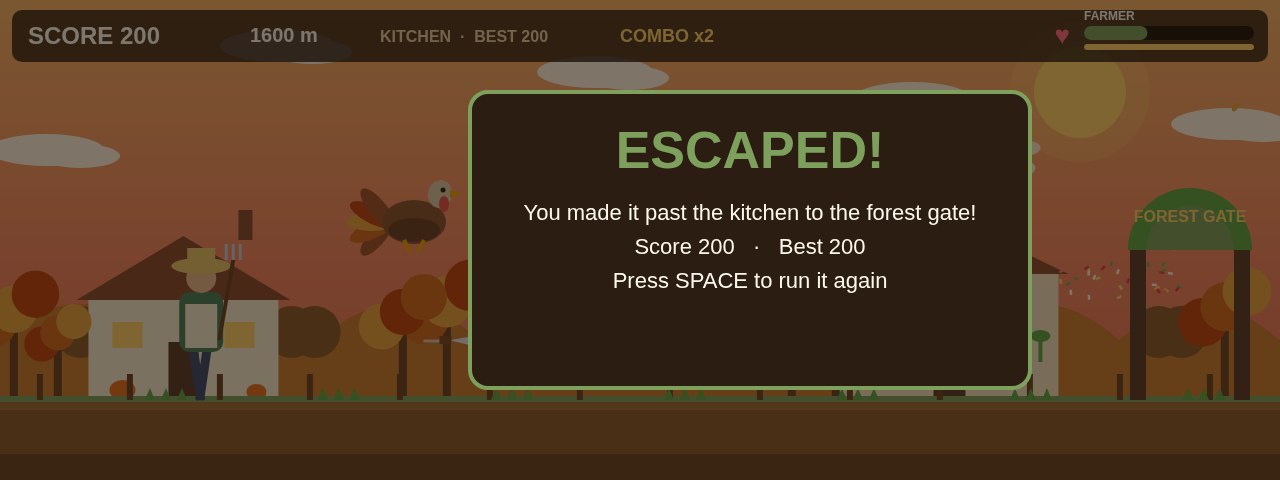 FARMER
SCORE 200
1600 m
KITCHEN · BEST 200
COMBO x2
ESCAPED!
You made it past the kitchen to the forest gate!
Score 200 · Best 200
Press SPACE to run it again
FOREST GATE